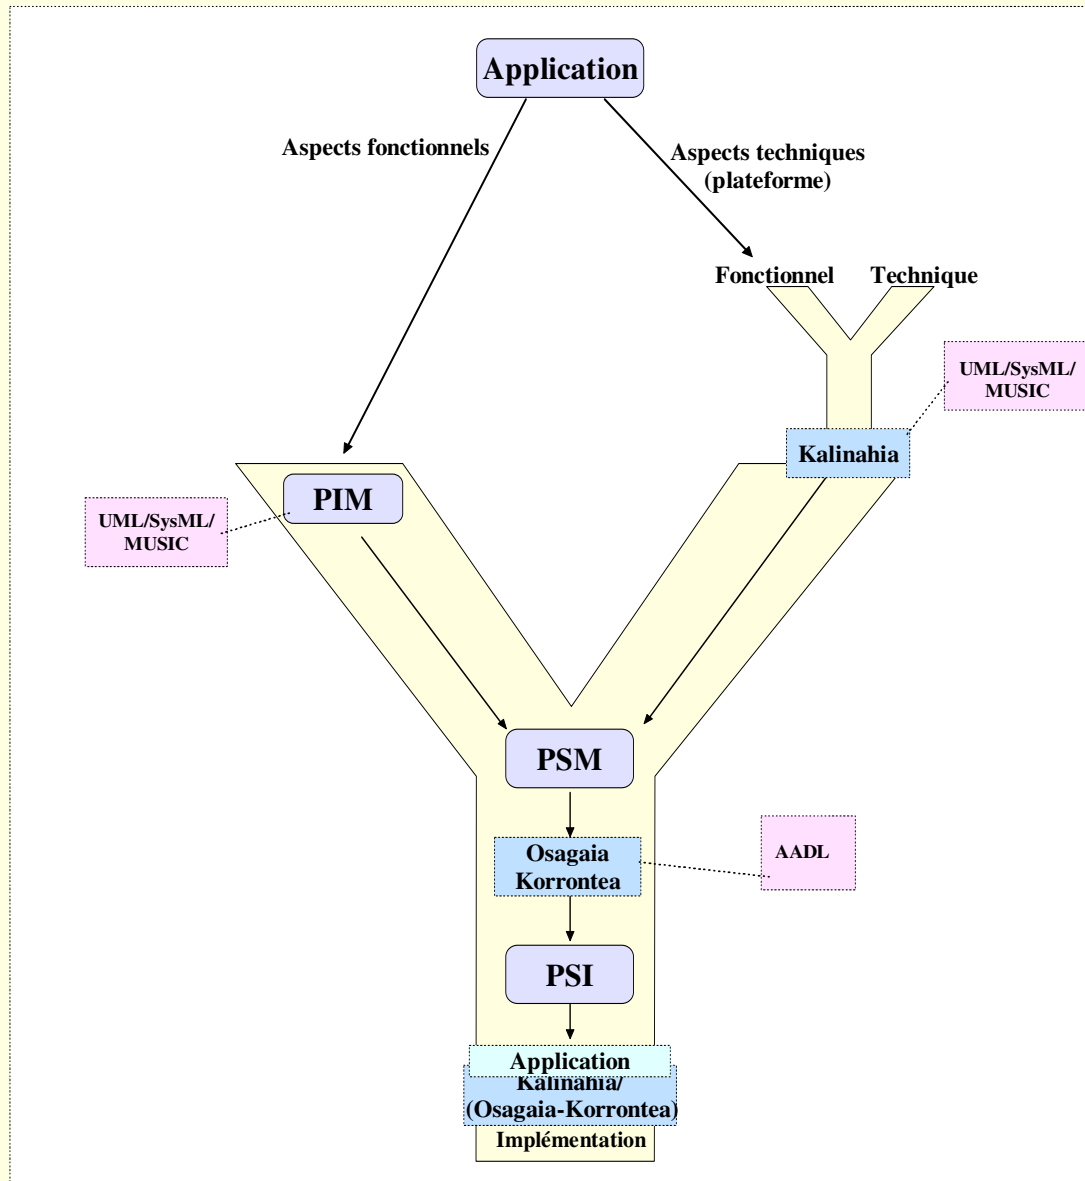 Application
Aspects fonctionnels
Aspects techniques
(plateforme)
Fonctionnel
Technique
UML/SysML/
MUSIC
Kalinahia
PIM
UML/SysML/
MUSIC
PSM
Osagaia
Korrontea
AADL
PSI
Application
Kalinahia/
(Osagaia-Korrontea)
Implémentation